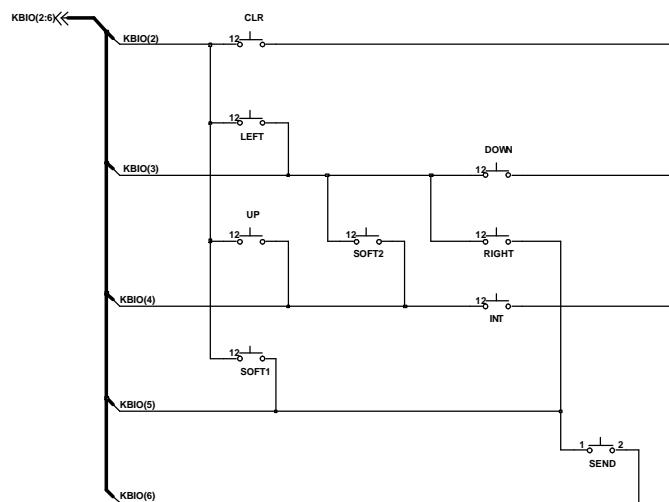 KBIO(2:6)
CLR
KBIO(2)
12
12
LEFT
DOWN
KBIO(3)
12
UP
12
12
12
SOFT2
RIGHT
KBIO(4)
12
INT
12
SOFT1
KBIO(5)
1 2
SEND
KBIO(6)